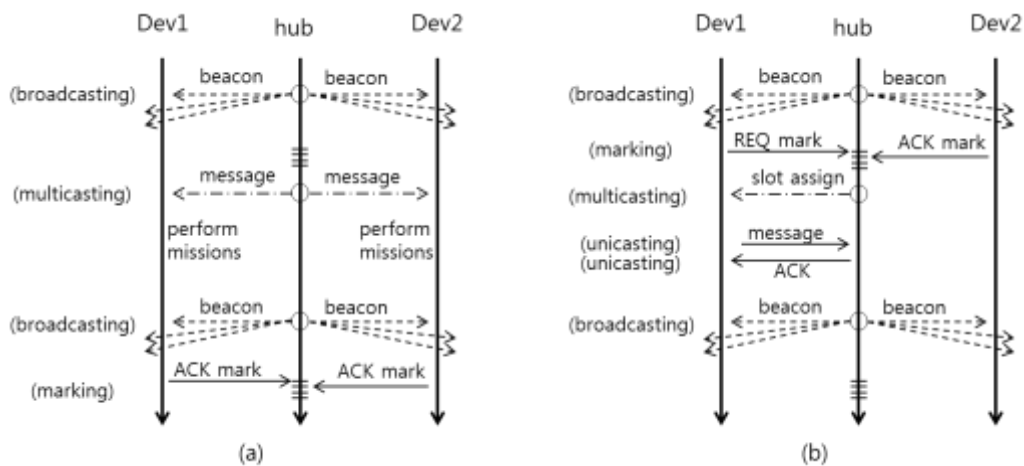 Dev1 hub Dev2
beacon beacon
(broadcasting)
message message
(multicasting)
perform perform
missions missions
beacon beacon
(broadcasting)
ACK mark ACK mark
(marking)
(a)
Dev1 hub Dev2
beacon beacon
(broadcasting)
REQ mark ACK mark
(marking)
slot assign
(multicasting)
message
(unicasting)
(unicasting)
ACK
beacon beacon
(broadcasting)
(b)